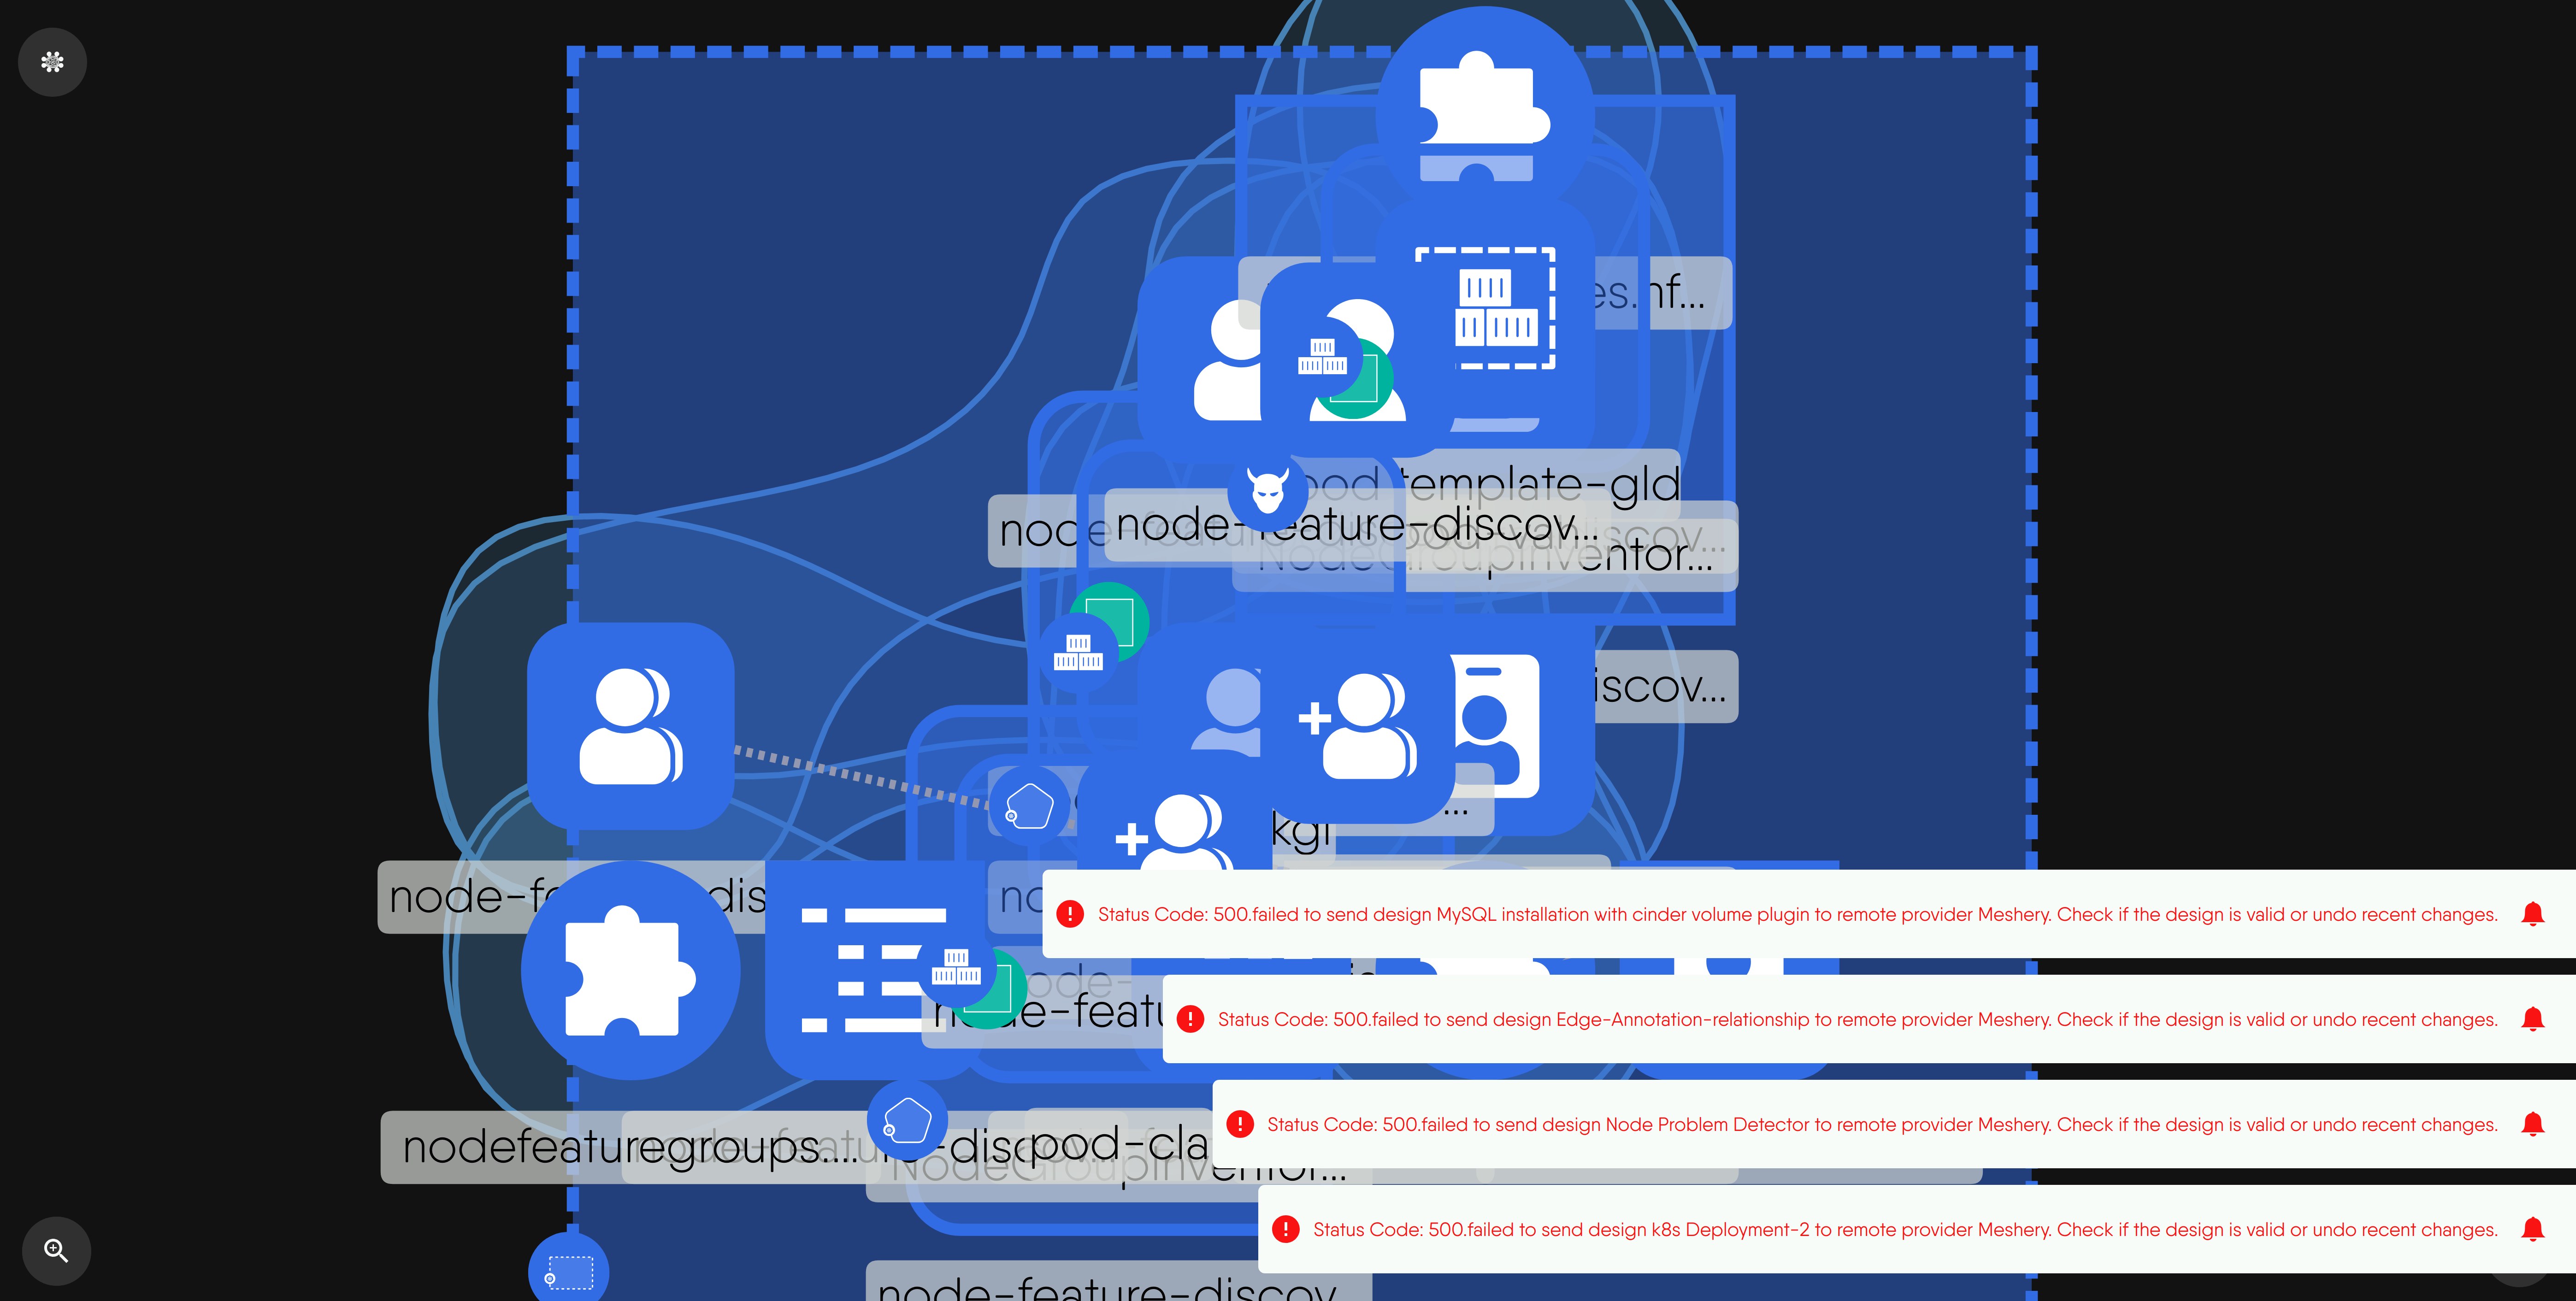 es.nf...
pod-template-gld
node-feature-discov...
NodeGroupInventor...
iscov...
...
kgl
node-fe
dis
no
node-
node-featu
nodefeaturegroups....
node-feature-discov...
pod-cla
NodeGroupInventor...
node-feature-discov
Status Code: 500.failed to send design MySQL installation with cinder volume plugin to remote provider Meshery. Check if the design is valid or undo recent changes.
Status Code: 500.failed to send design Edge-Annotation-relationship to remote provider Meshery. Check if the design is valid or undo recent changes.
Status Code: 500.failed to send design Node Problem Detector to remote provider Meshery. Check if the design is valid or undo recent changes.
Status Code: 500.failed to send design k8s Deployment-2 to remote provider Meshery. Check if the design is valid or undo recent changes.